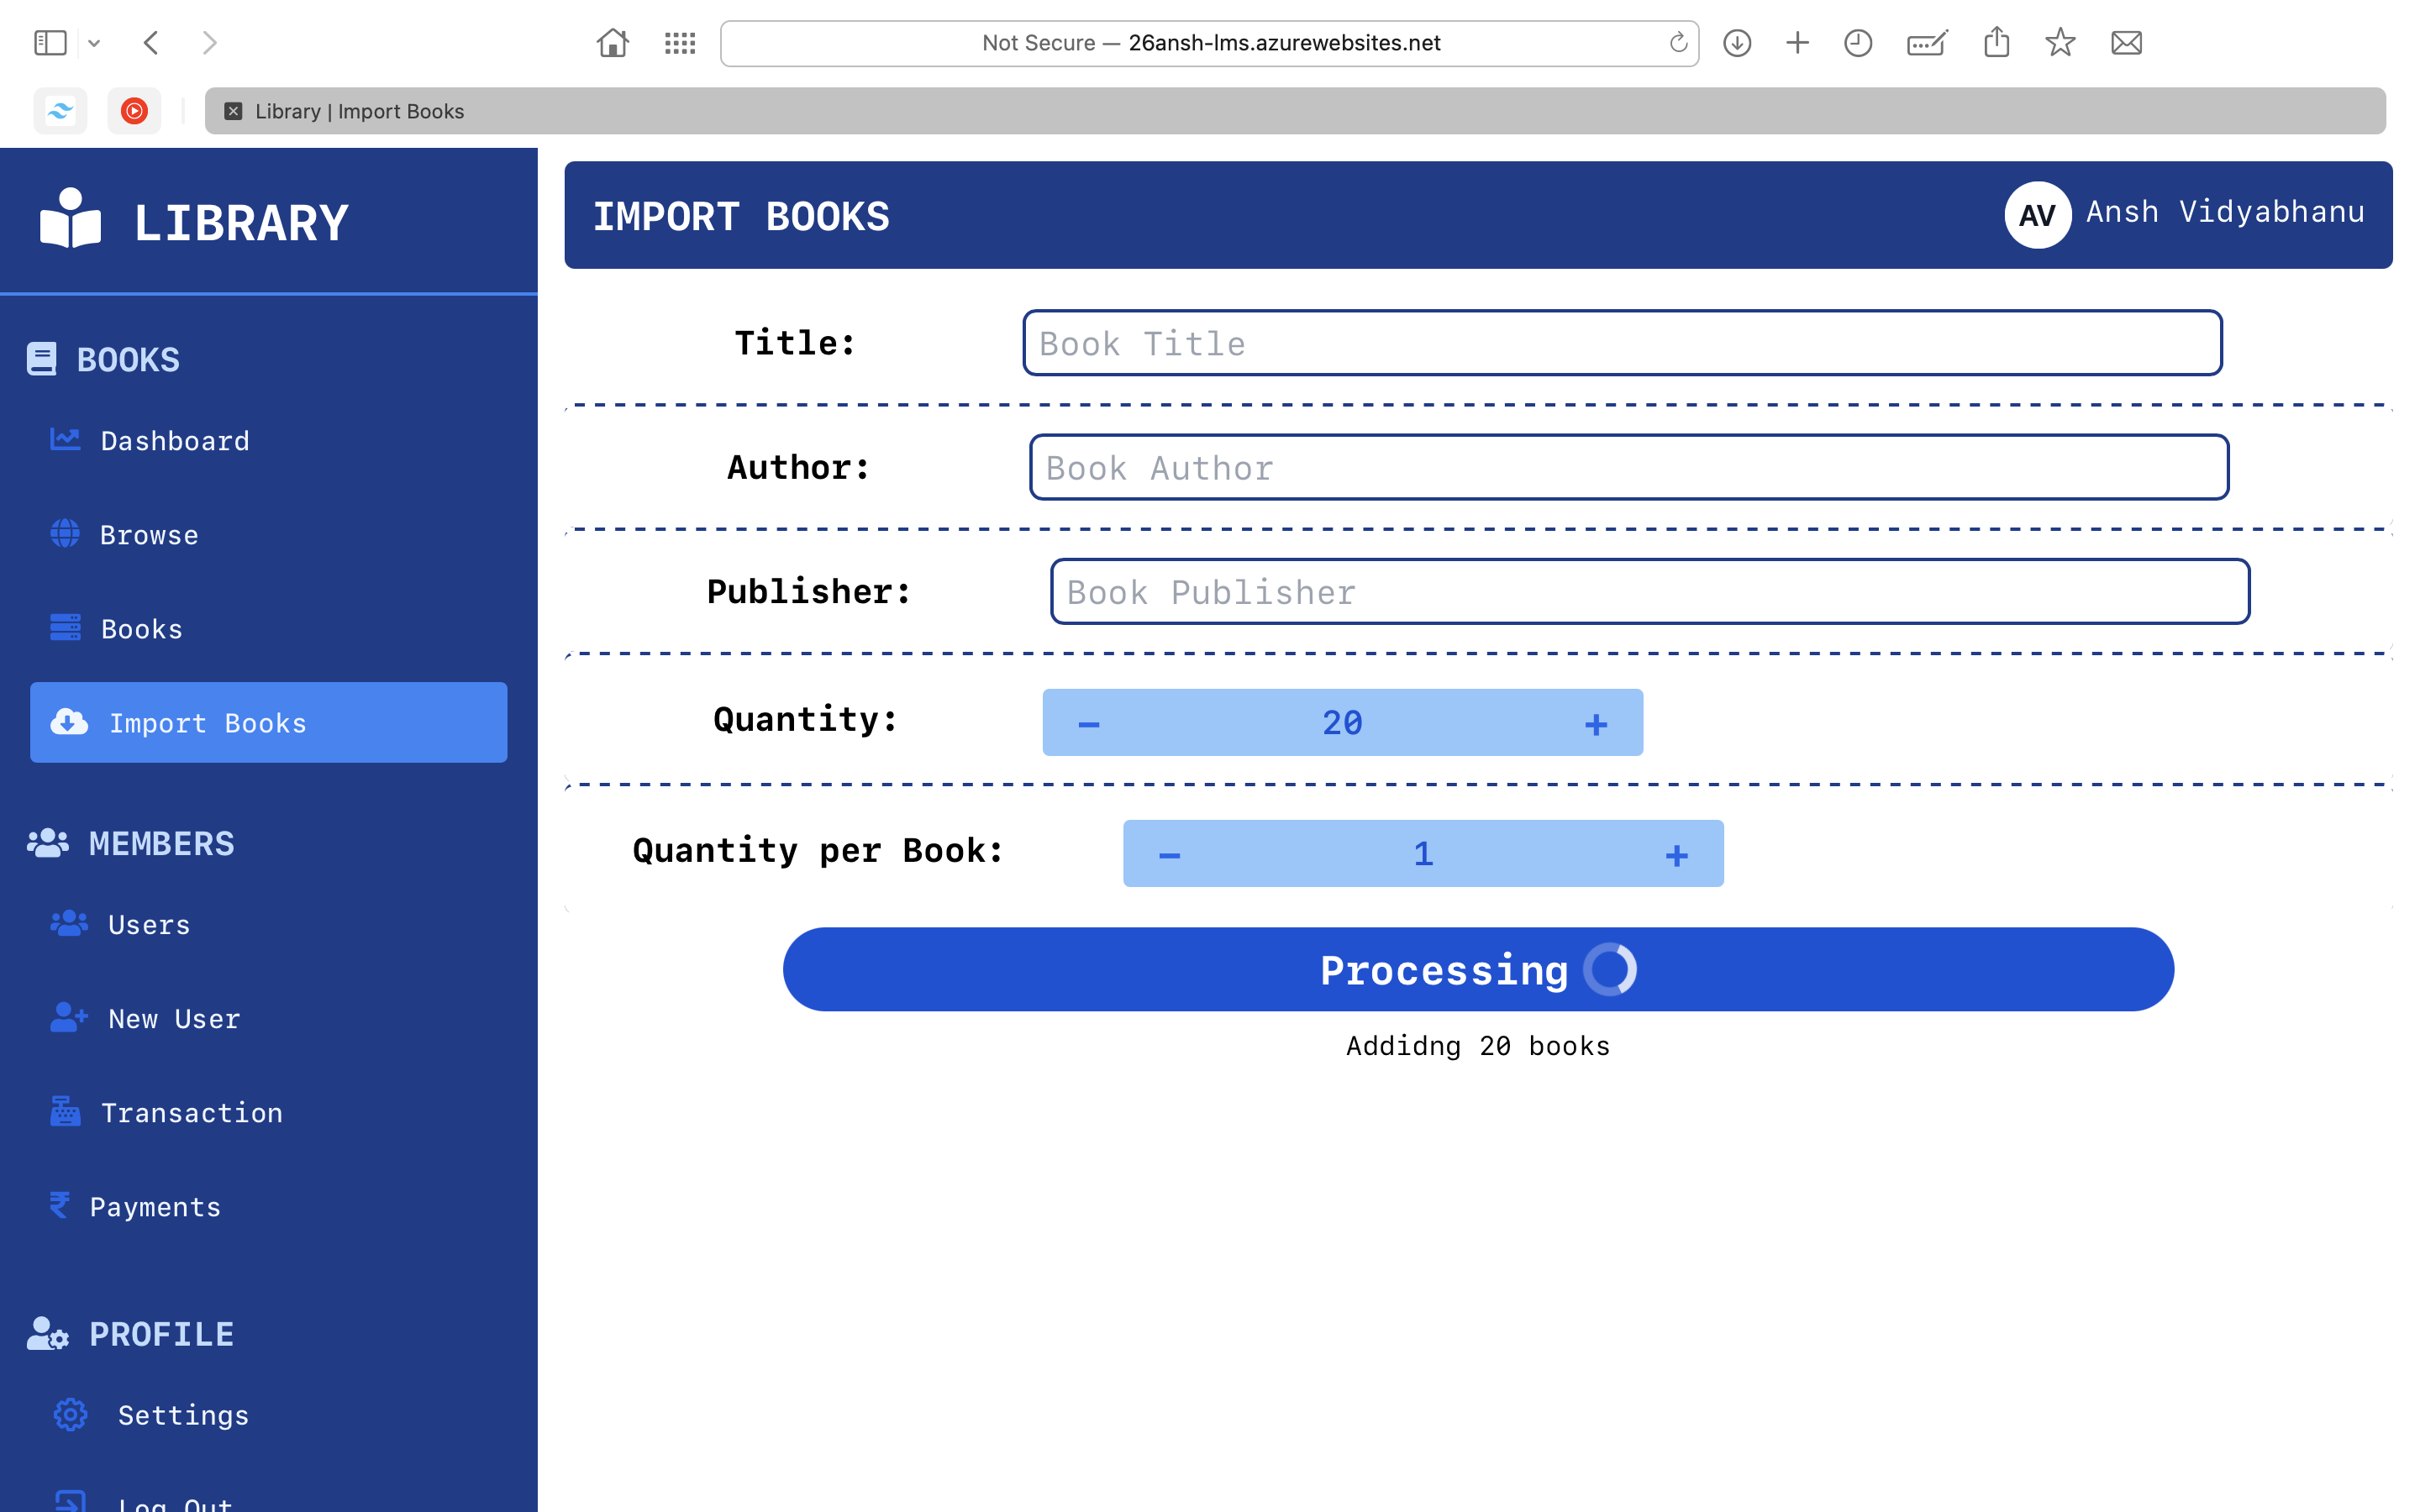 Not Secure — 26ansh-lms.azurewebsites.net
Library | Import Books
LIBRARY
IMPORT BOOKS
AV Ansh Vidyabhanu
BOOKS
Dashboard
Browse
Books
Import Books
MEMBERS
Users
New User
Transaction
Payments
PROFILE
Settings
Log Out
Title: Book Title
Author: Book Author
Publisher: Book Publisher
Quantity: − 20 +
Quantity per Book: − 1 +
Processing
Addidng 20 books